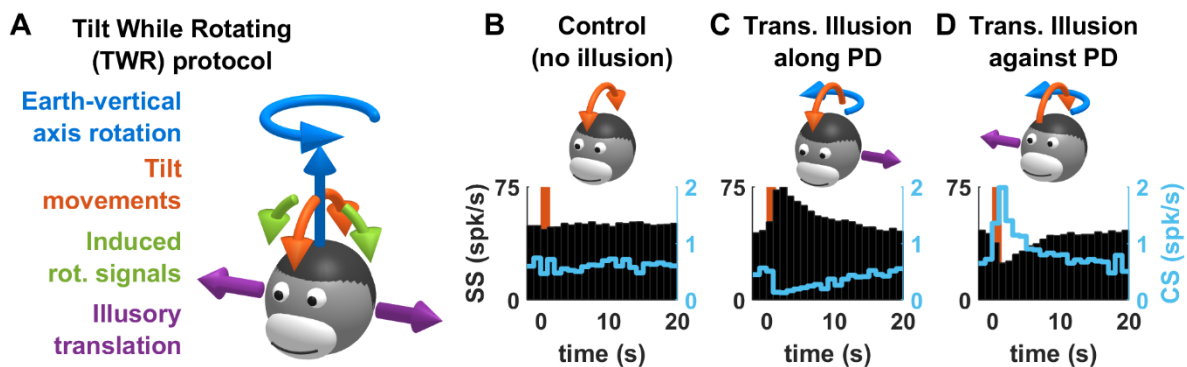 A
Tilt While Rotating
(TWR) protocol
Earth-vertical
axis rotation
Tilt
movements
Induced
rot. signals
Illusory
translation
B
Control
(no illusion)
SS (spk/s)
75
0
2
1
0
0
10
20
time (s)
C
Trans. Illusion
along PD
75
0
2
1
0
0
10
20
time (s)
D
Trans. Illusion
against PD
75
0
2
1
0
CS (spk/s)
0
10
20
time (s)